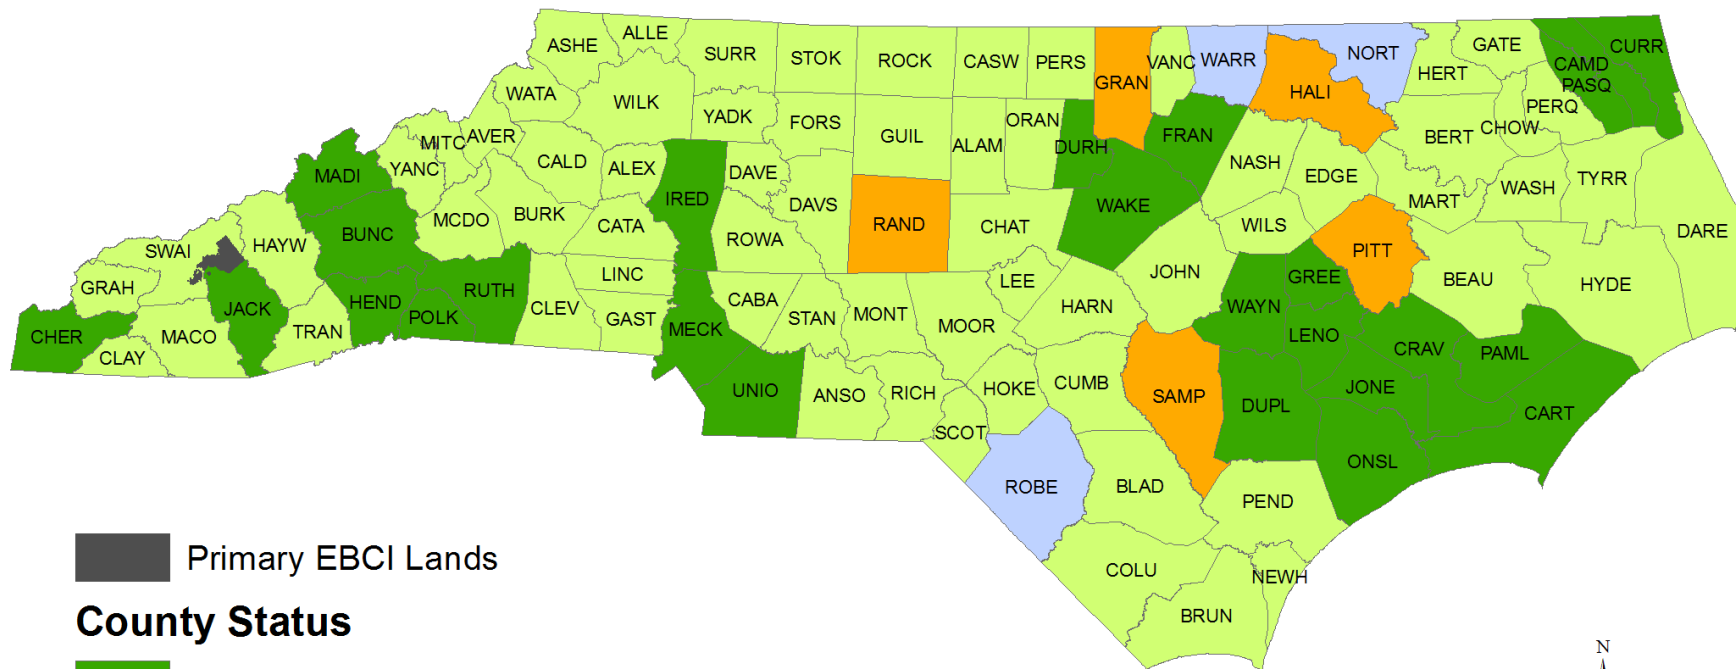 ASHE
ALLE
SURR
STOK
ROCK
CASW
PERS
GRAN
VANC
WARR
HALI
NORT
HERT
GATE
CAMD
CURR
PASQ
PERQ
CHOW
BERT
WATA
WILK
YADK
FORS
GUIL
ALAM
ORAN
DURH
FRAN
NASH
EDGE
MART
WASH
TYRR
DARE
MITC
AVER
YANC
CALD
ALEX
IRED
DAVE
DAVS
RAND
CHAT
WAKE
WILS
PITT
BEAU
HYDE
MADI
BUNC
MCDO
BURK
CATA
ROWA
LEE
JOHN
GREE
WAYN
LENO
CRAV
PAML
SWAI
HAYW
GRAH
JACK
HEND
RUTH
POLK
CLEV
LINC
GAST
MECK
CABA
STAN
MONT
MOOR
HARN
CHER
CLAY
MACO
TRAN
UNIO
ANSO
RICH
SCOT
HOKE
CUMB
SAMP
DUPL
JONE
CART
ONSL
ROBE
BLAD
PEND
COLU
NEWH
BRUN
Primary EBCI Lands
County Status
N